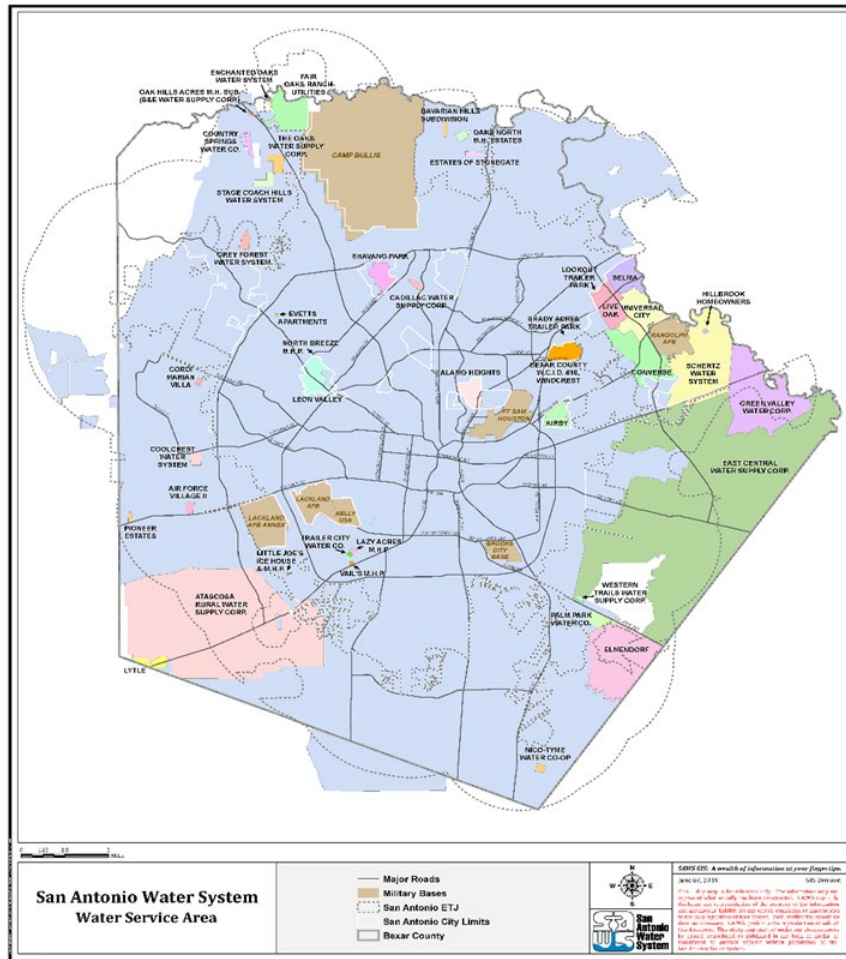 ENCHANTED OAKS
WATER SYSTEM
FAIR
OAKS RANCH
UTILITIES
OAK HILLS ACRES M.H. SUB.
(B&E WATER SUPPLY CORP.)
COUNTRY
SPRINGS
WATER CO.
THE OAKS
WATER SUPPLY
CORP.
CAMP BULLIS
BAVARIAN HILLS
SUBDIVISION
OAKS NORTH
M.H. ESTATES
ESTATES OF STONEGATE
STAGE COACH HILLS
WATER SYSTEM
GREY FOREST
WATER SYSTEM
SHAVANO PARK
CADILLAC WATER
SUPPLY CORP.
LOOKOUT
TRAILER
PARK
SELMA
HILLBROOK
HOMEOWNERS
LIVE
OAK
UNIVERSAL
CITY
RANDOLPH
AFB
EVETTS
APARTMENTS
BRADY ACRES
TRAILER PARK
NORTH BREEZE
M.H.P.
BEXAR COUNTY
W.C.I.D. #16,
WINDCREST
CONVERSE
SCHERTZ
WATER
SYSTEM
CORDI
MARIAN
VILLA
LEON VALLEY
ALAMO HEIGHTS
GREEN VALLEY
WATER CORP.
FT SAM
HOUSTON
KIRBY
COOLCREST
WATER
SYSTEM
EAST CENTRAL
WATER SUPPLY CORP.
AIR FORCE
VILLAGE II
LACKLAND
AFB
KELLY
USA
LACKLAND
AFB ANNEX
PIONEER
ESTATES
TRAILER CITY
WATER CO.
LAZY ACRES
M.H.P.
LITTLE JOE'S
ICE HOUSE
& M.H.P.
VAIL'S M.H.P.
BROOKS
CITY
BASE
WESTERN
TRAILS WATER
SUPPLY CORP.
ATASCOSA
RURAL WATER
SUPPLY CORP.
PALM PARK
WATER CO.
ELMENDORF
LYTLE
NICO-TYME
WATER CO-OP
San Antonio Water System
Water Service Area
Major Roads
Military Bases
San Antonio ETJ
San Antonio City Limits
Bexar County
N
W E
S
San
Antonio
Water
System
SAWS GIS: A wealth of information at your fingertips.